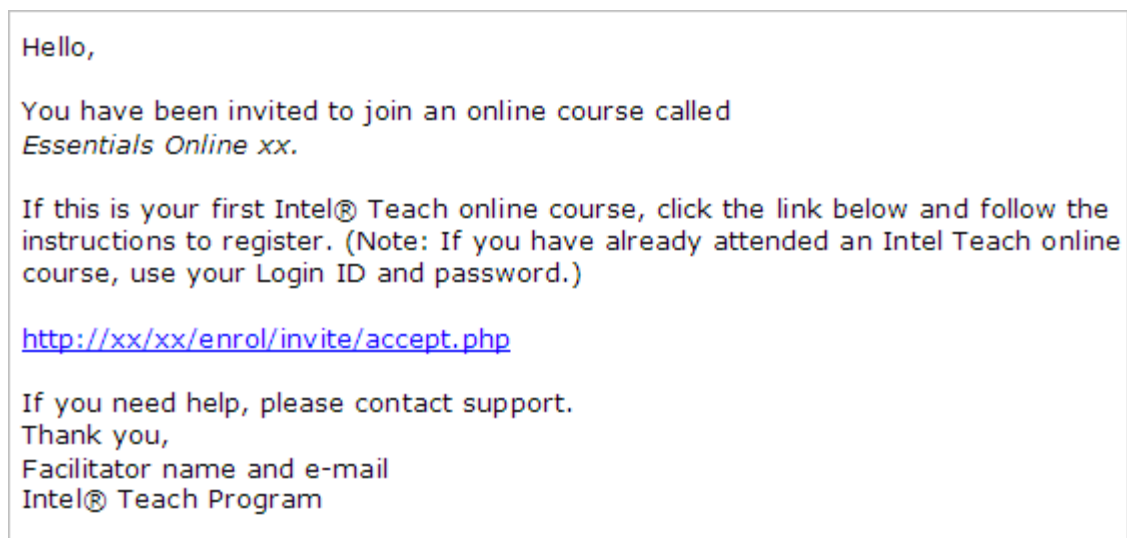 Hello,
You have been invited to join an online course called
Essentials Online xx.
If this is your first Intel® Teach online course, click the link below and follow the
instructions to register. (Note: If you have already attended an Intel Teach online
course, use your Login ID and password.)
http://xx/xx/enrol/invite/accept.php
If you need help, please contact support.
Thank you,
Facilitator name and e-mail
Intel® Teach Program